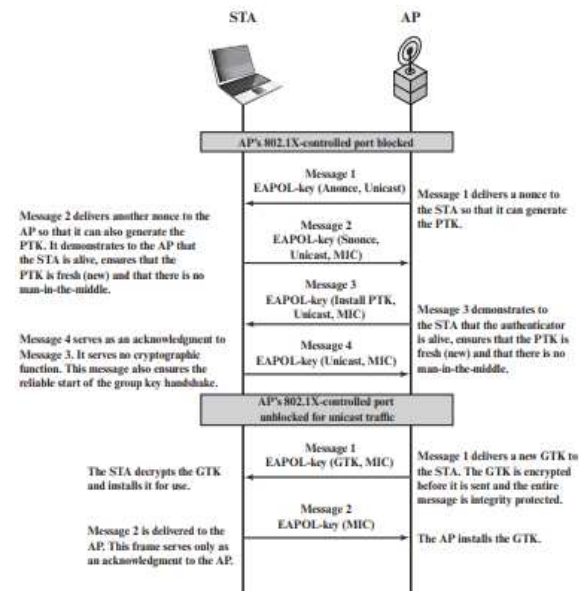 STA
AP
AP's 802.1X-controlled port blocked
Message 1
EAPOL-key (Anonce, Unicast)
Message 1 delivers a nonce to
the STA so that it can generate
the PTK.
Message 2 delivers another nonce to the
AP so that it can also generate the
PTK. It demonstrates to the AP that
the STA is alive, ensures that the
PTK is fresh (new) and that there is no
man-in-the-middle.
Message 2
EAPOL-key (Snonce,
Unicast, MIC)
Message 3
EAPOL-key (Install PTK,
Unicast, MIC)
Message 3 demonstrates to
the STA that the authenticator
is alive, ensures that the PTK is
fresh (new) and that there is no
man-in-the-middle.
Message 4 serves as an acknowledgment to
Message 3. It serves no cryptographic
function. This message also ensures the
reliable start of the group key handshake.
Message 4
EAPOL-key (Unicast, MIC)
AP's 802.1X-controlled port
unblocked for unicast traffic
Message 1
EAPOL-key (GTK, MIC)
Message 1 delivers a new GTK to
the STA. The GTK is encrypted
before it is sent and the entire
message is integrity protected.
The STA decrypts the GTK
and installs it for use.
Message 2
EAPOL-key (MIC)
Message 2 is delivered to the
AP. This frame serves only as
an acknowledgment to the AP.
The AP installs the GTK.